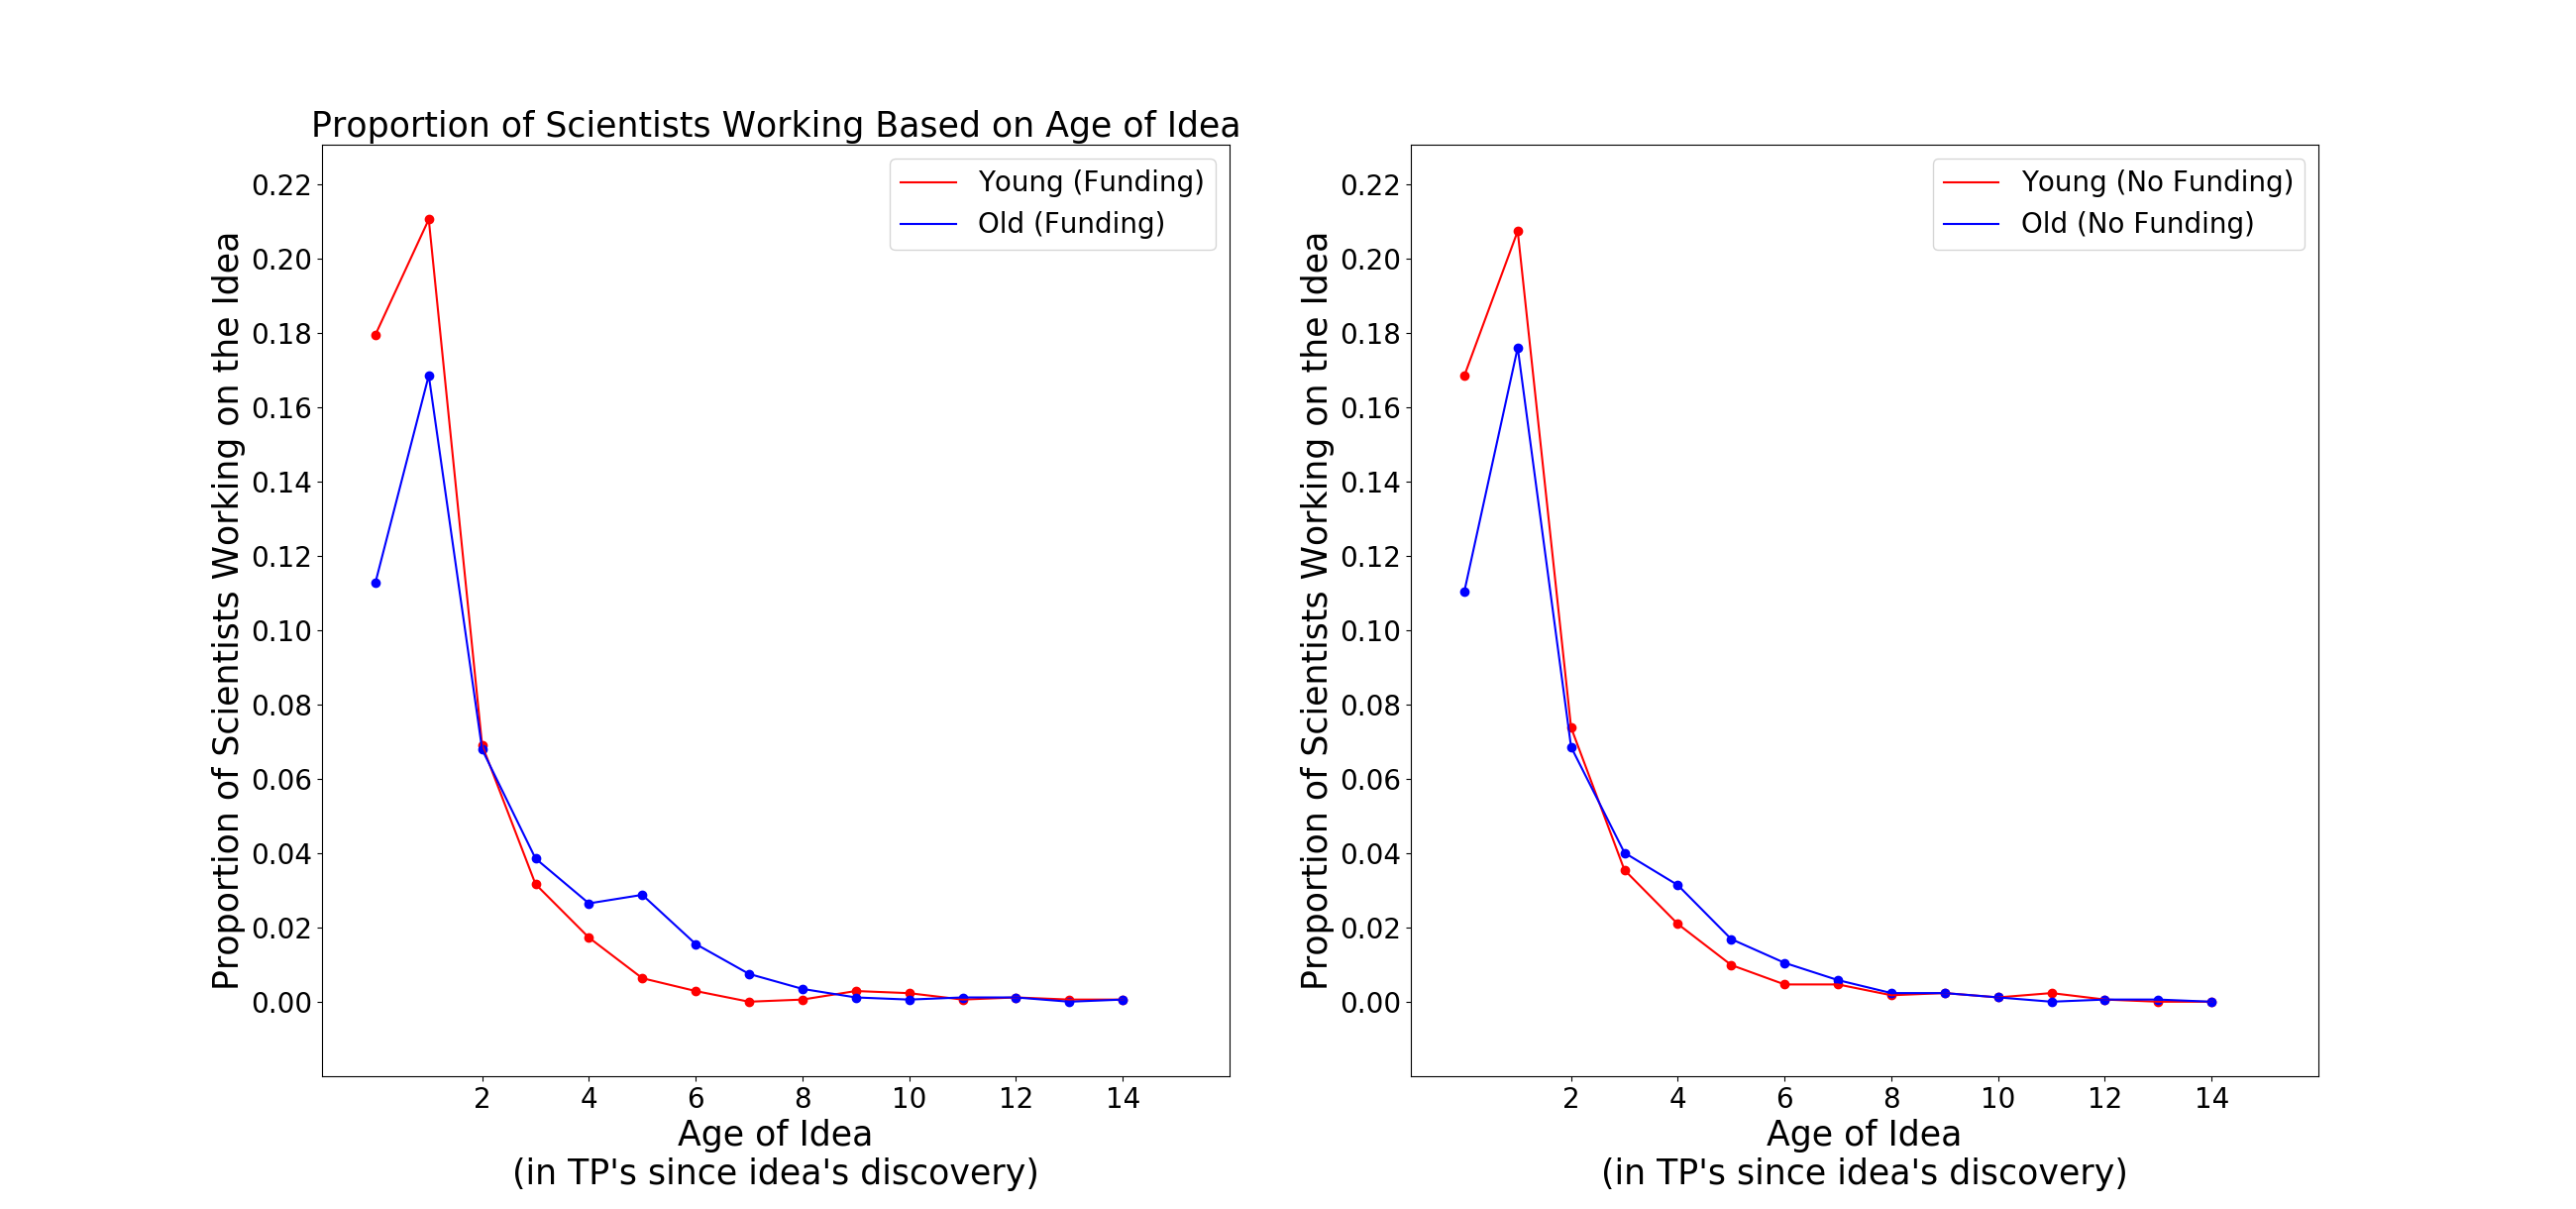 Proportion of Scientists Working Based on Age of Idea
Proportion of Scientists Working on the Idea
0.22
0.20
0.18
0.16
0.14
0.12
0.10
0.08
0.06
0.04
0.02
0.00
Young (Funding)
Old (Funding)
2 4 6 8 10 12 14
Age of Idea
(in TP's since idea's discovery)
Proportion of Scientists Working on the Idea
0.22
0.20
0.18
0.16
0.14
0.12
0.10
0.08
0.06
0.04
0.02
0.00
Young (No Funding)
Old (No Funding)
2 4 6 8 10 12 14
Age of Idea
(in TP's since idea's discovery)